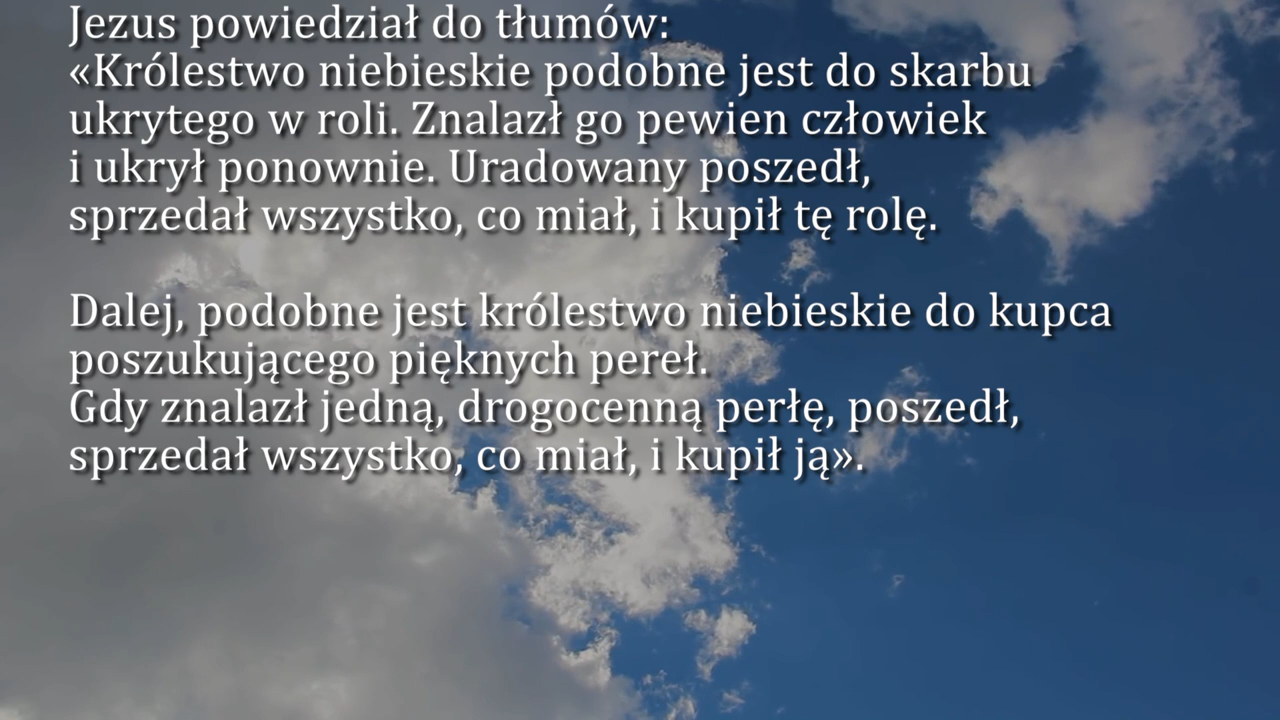 Jezus powiedział do tłumów:
«Królestwo niebieskie podobne jest do skarbu
ukrytego w roli. Znalazł go pewien człowiek
i ukrył ponownie. Uradowany poszedł,
sprzedał wszystko, co miał, i kupił tę rolę.
Dalej, podobne jest królestwo niebieskie do kupca
poszukującego pięknych pereł.
Gdy znalazł jedną, drogocenną perłę, poszedł,
sprzedał wszystko, co miał, i kupił ją».